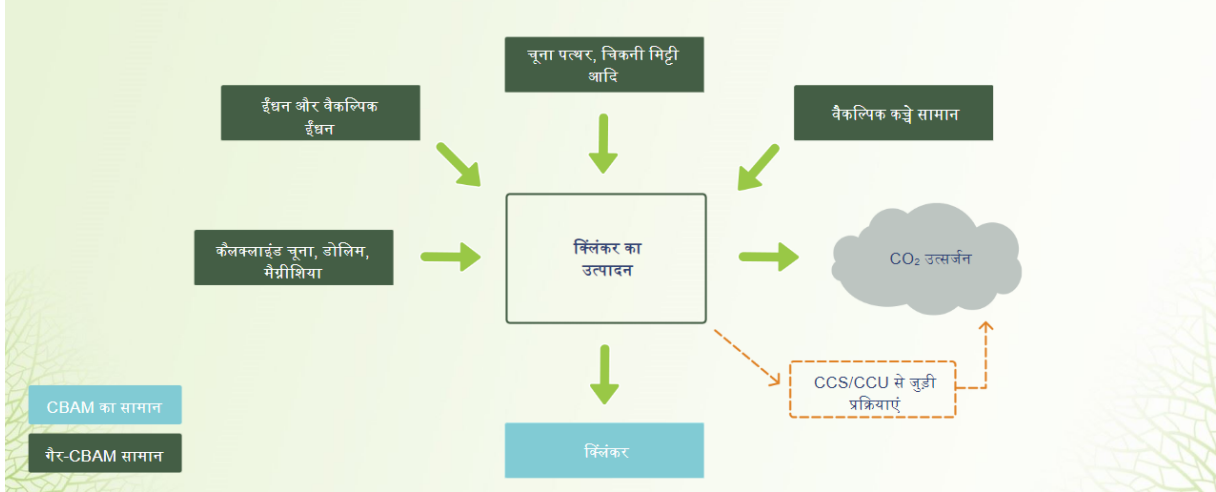 चूना पत्थर, चिकनी मिट्टी
आदि
ईंधन और वैकल्पिक
ईंधन
वैकल्पिक कच्चे सामान
कैलक्लाइंड चूना, डोलिम,
मैग्नीशिया
क्लिंकर का
उत्पादन
CO₂ उत्सर्जन
CCS/CCU से जुड़ी
प्रक्रियाएं
CBAM का सामान
गैर-CBAM सामान
क्लिंकर